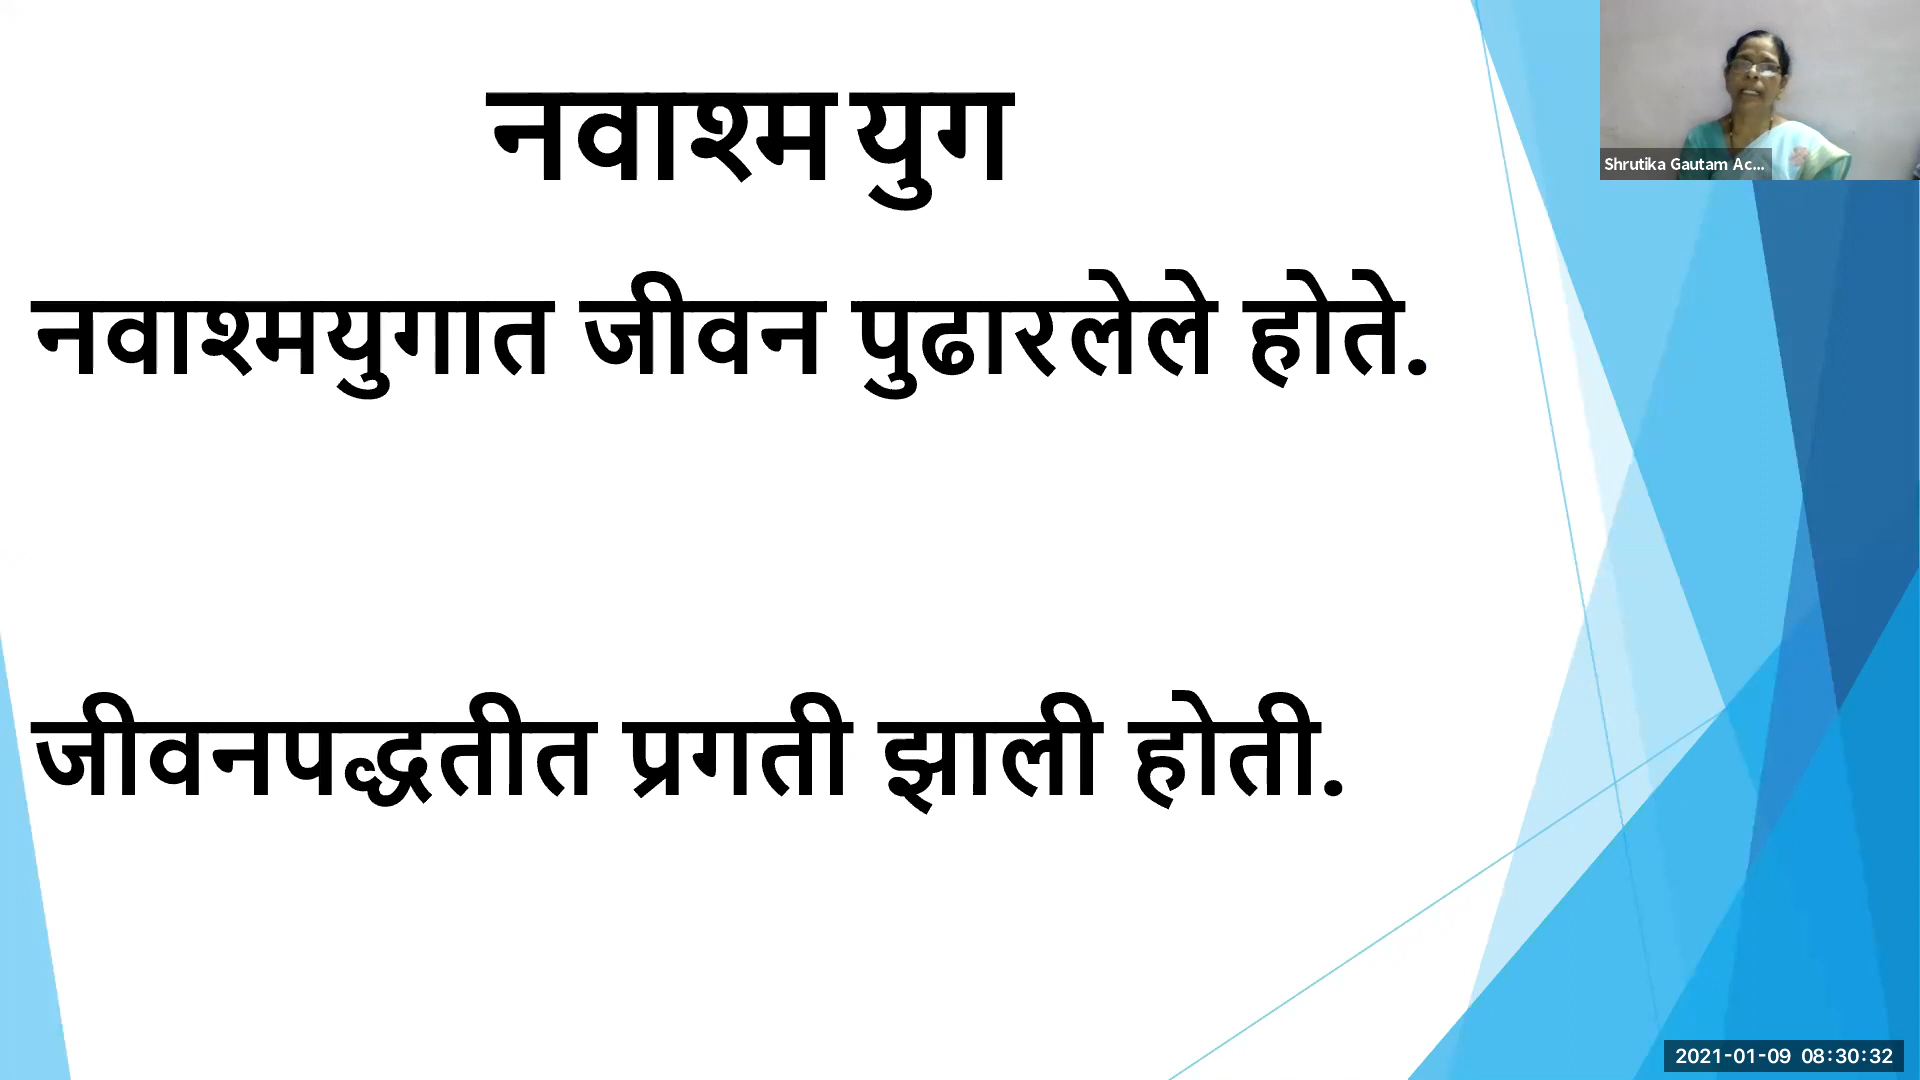 नवाश्म युग
नवाश्मयुगात जीवन पुढारलेले होते.
जीवनपद्धतीत प्रगती झाली होती.
Shrutika Gautam Ac...
2021-01-09 08:30:32